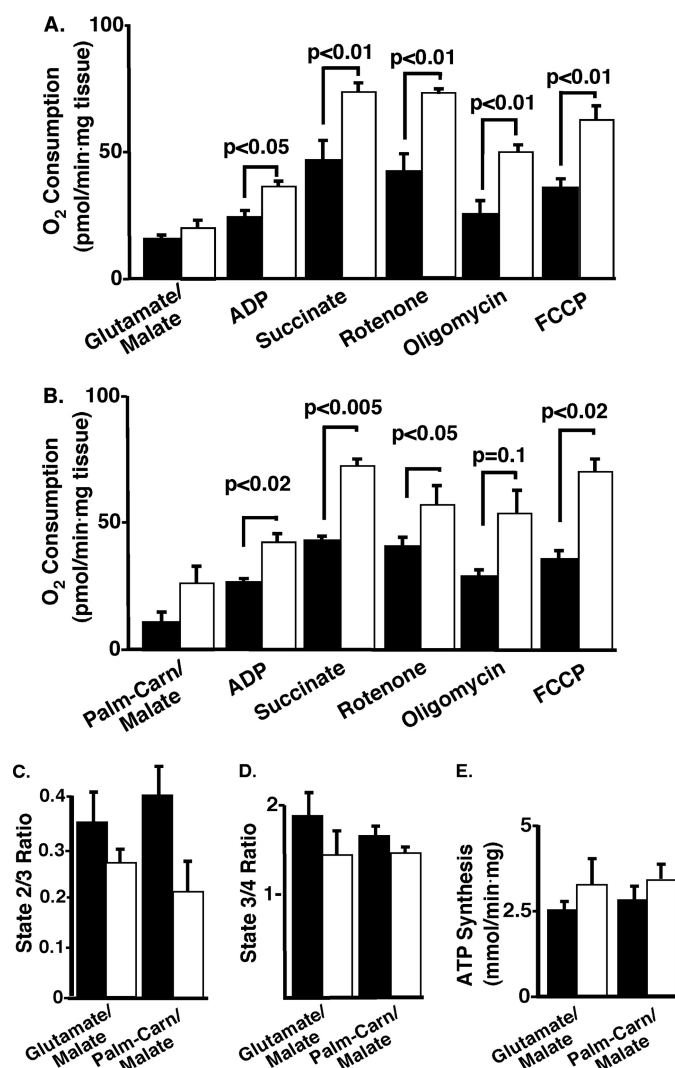 A.
100
50
0
O2 Consumption
(pmol/min·mg tissue)
p<0.05
p<0.01
p<0.01
p<0.01
p<0.01
Glutamate/
Malate
ADP
Succinate
Rotenone
Oligomycin
FCCP
B.
100
50
0
O2 Consumption
(pmol/min·mg tissue)
p<0.02
p<0.005
p<0.05
p=0.1
p<0.02
Palm-Carn/
Malate
ADP
Succinate
Rotenone
Oligomycin
FCCP
C.
0.4
0.3
0.2
0.1
0
State 2/3 Ratio
Glutamate/
Malate
Palm-Carn/
Malate
D.
2
1
State 3/4 Ratio
Glutamate/
Malate
Palm-Carn/
Malate
E.
5
2.5
0
ATP Synthesis
(mmol/min·mg)
Glutamate/
Malate
Palm-Carn/
Malate